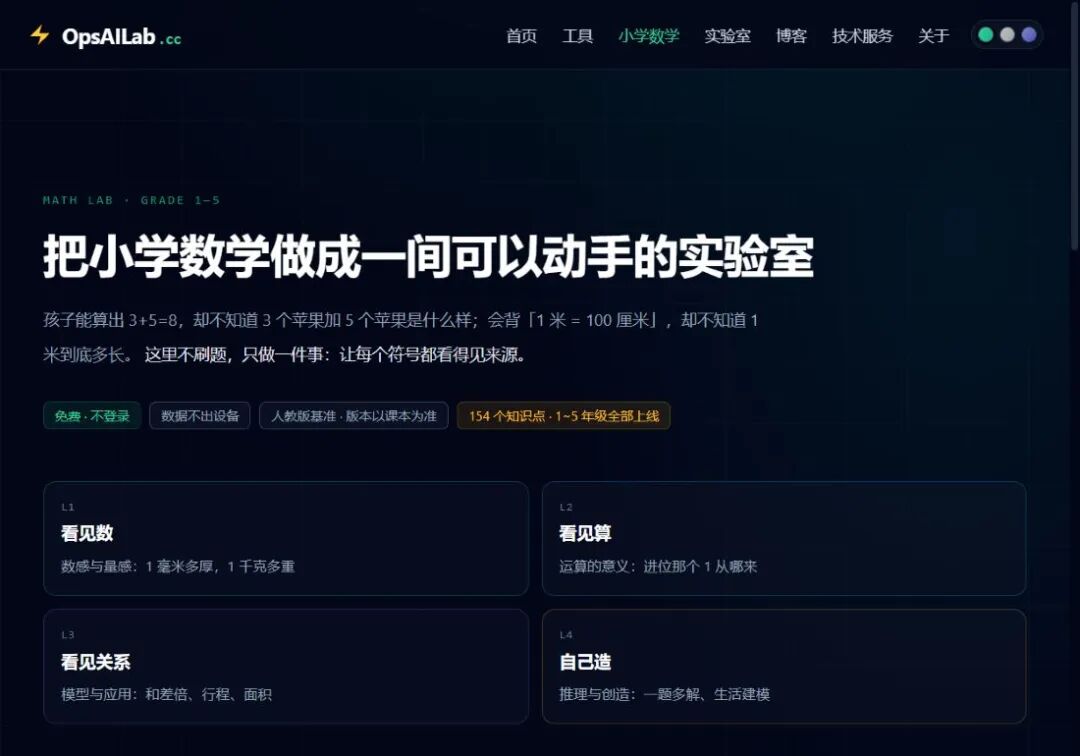 OpsAILab.cc
首页 工具 小学数学 实验室 博客 技术服务 关于
MATH LAB · GRADE 1-5
把小学数学做成一间可以动手的实验室
孩子能算出 3+5=8，却不知道 3 个苹果加 5 个苹果是什么样；会背「1 米 = 100 厘米」，却不知道 1
米到底多长。 这里不刷题，只做一件事：让每个符号都看得见来源。
免费 · 不登录
数据不出设备
人教版基准 · 版本以课本为准
154 个知识点 · 1~5 年级全部上线
L1
看见数
数感与量感：1 毫米多厚，1 千克多重
L2
看见算
运算的意义：进位那个 1 从哪来
L3
看见关系
模型与应用：和差倍、行程、面积
L4
自己造
推理与创造：一题多解、生活建模